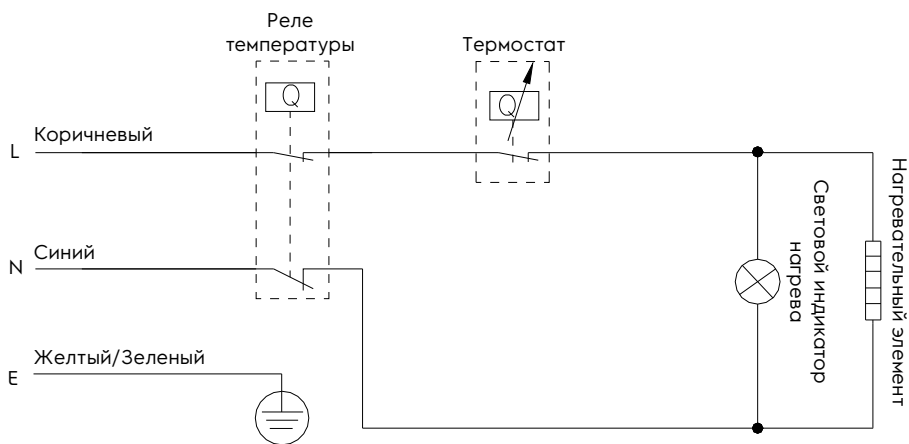 Реле
температуры
Термостат
Q
Q
L
Коричневый
N
Синий
E
Желтый/Зеленый
Световой индикатор
нагрева
Нагревательный элемент